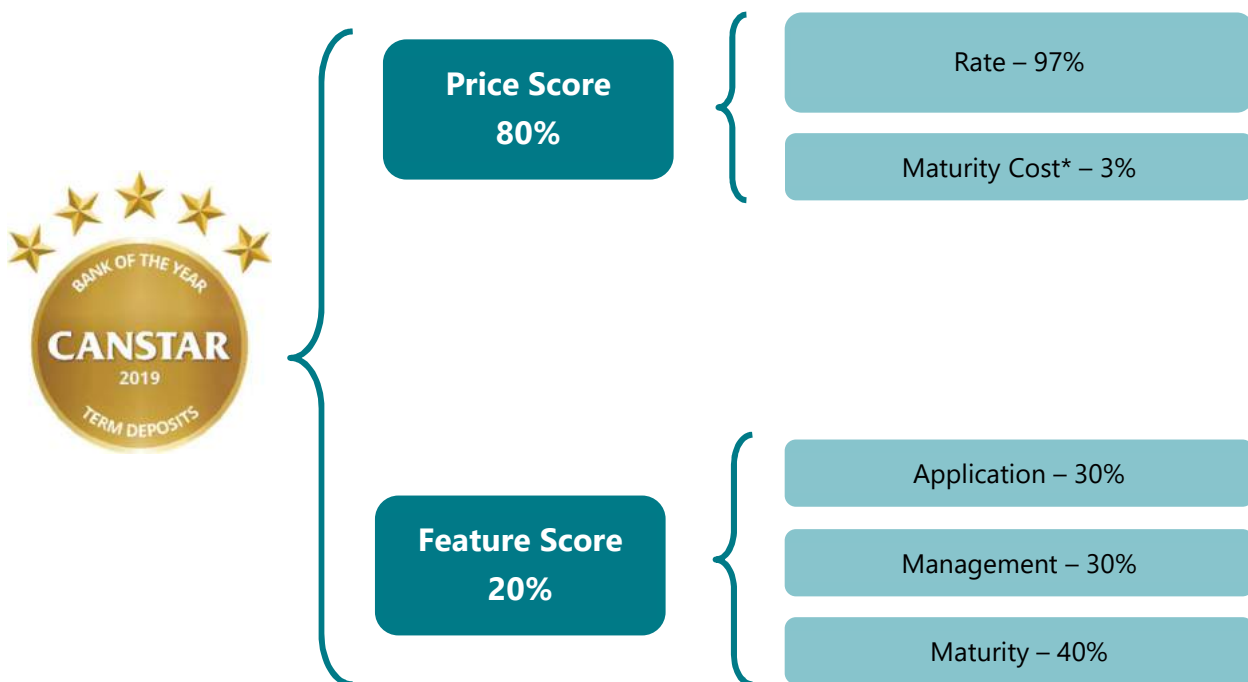 BANK OF THE YEAR
CANSTAR
2019
TERM DEPOSITS
Price Score
80%
Rate – 97%
Maturity Cost* – 3%
Feature Score
20%
Application – 30%
Management – 30%
Maturity – 40%